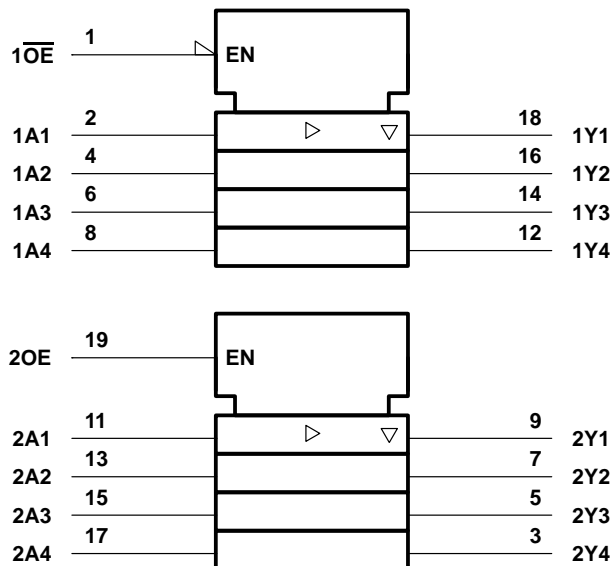 1
1O̅E̅ EN
2 18
1A1 1Y1
4 16
1A2 1Y2
6 14
1A3 1Y3
8 12
1A4 1Y4
19
2OE EN
11 9
2A1 2Y1
13 7
2A2 2Y2
15 5
2A3 2Y3
17 3
2A4 2Y4